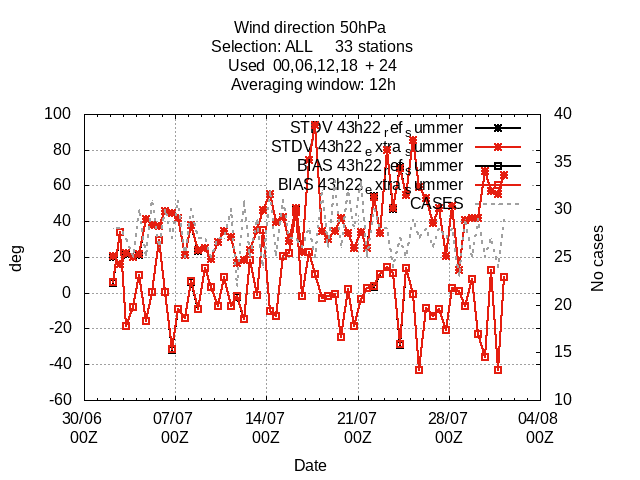 Wind direction 50hPa
Selection: ALL 33 stations
Used 00,06,12,18 + 24
Averaging window: 12h
100
80
60
40
20
0
-20
-40
-60
deg
40
35
30
25
20
15
10
No cases
STDV 43h22_ref_summer
STDV 43h22_extra_summer
BIAS 43h22_ref_summer
BIAS 43h22_extra_summer
CASES
30/06 07/07 14/07 21/07 28/07 04/08
00Z 00Z 00Z 00Z 00Z 00Z
Date